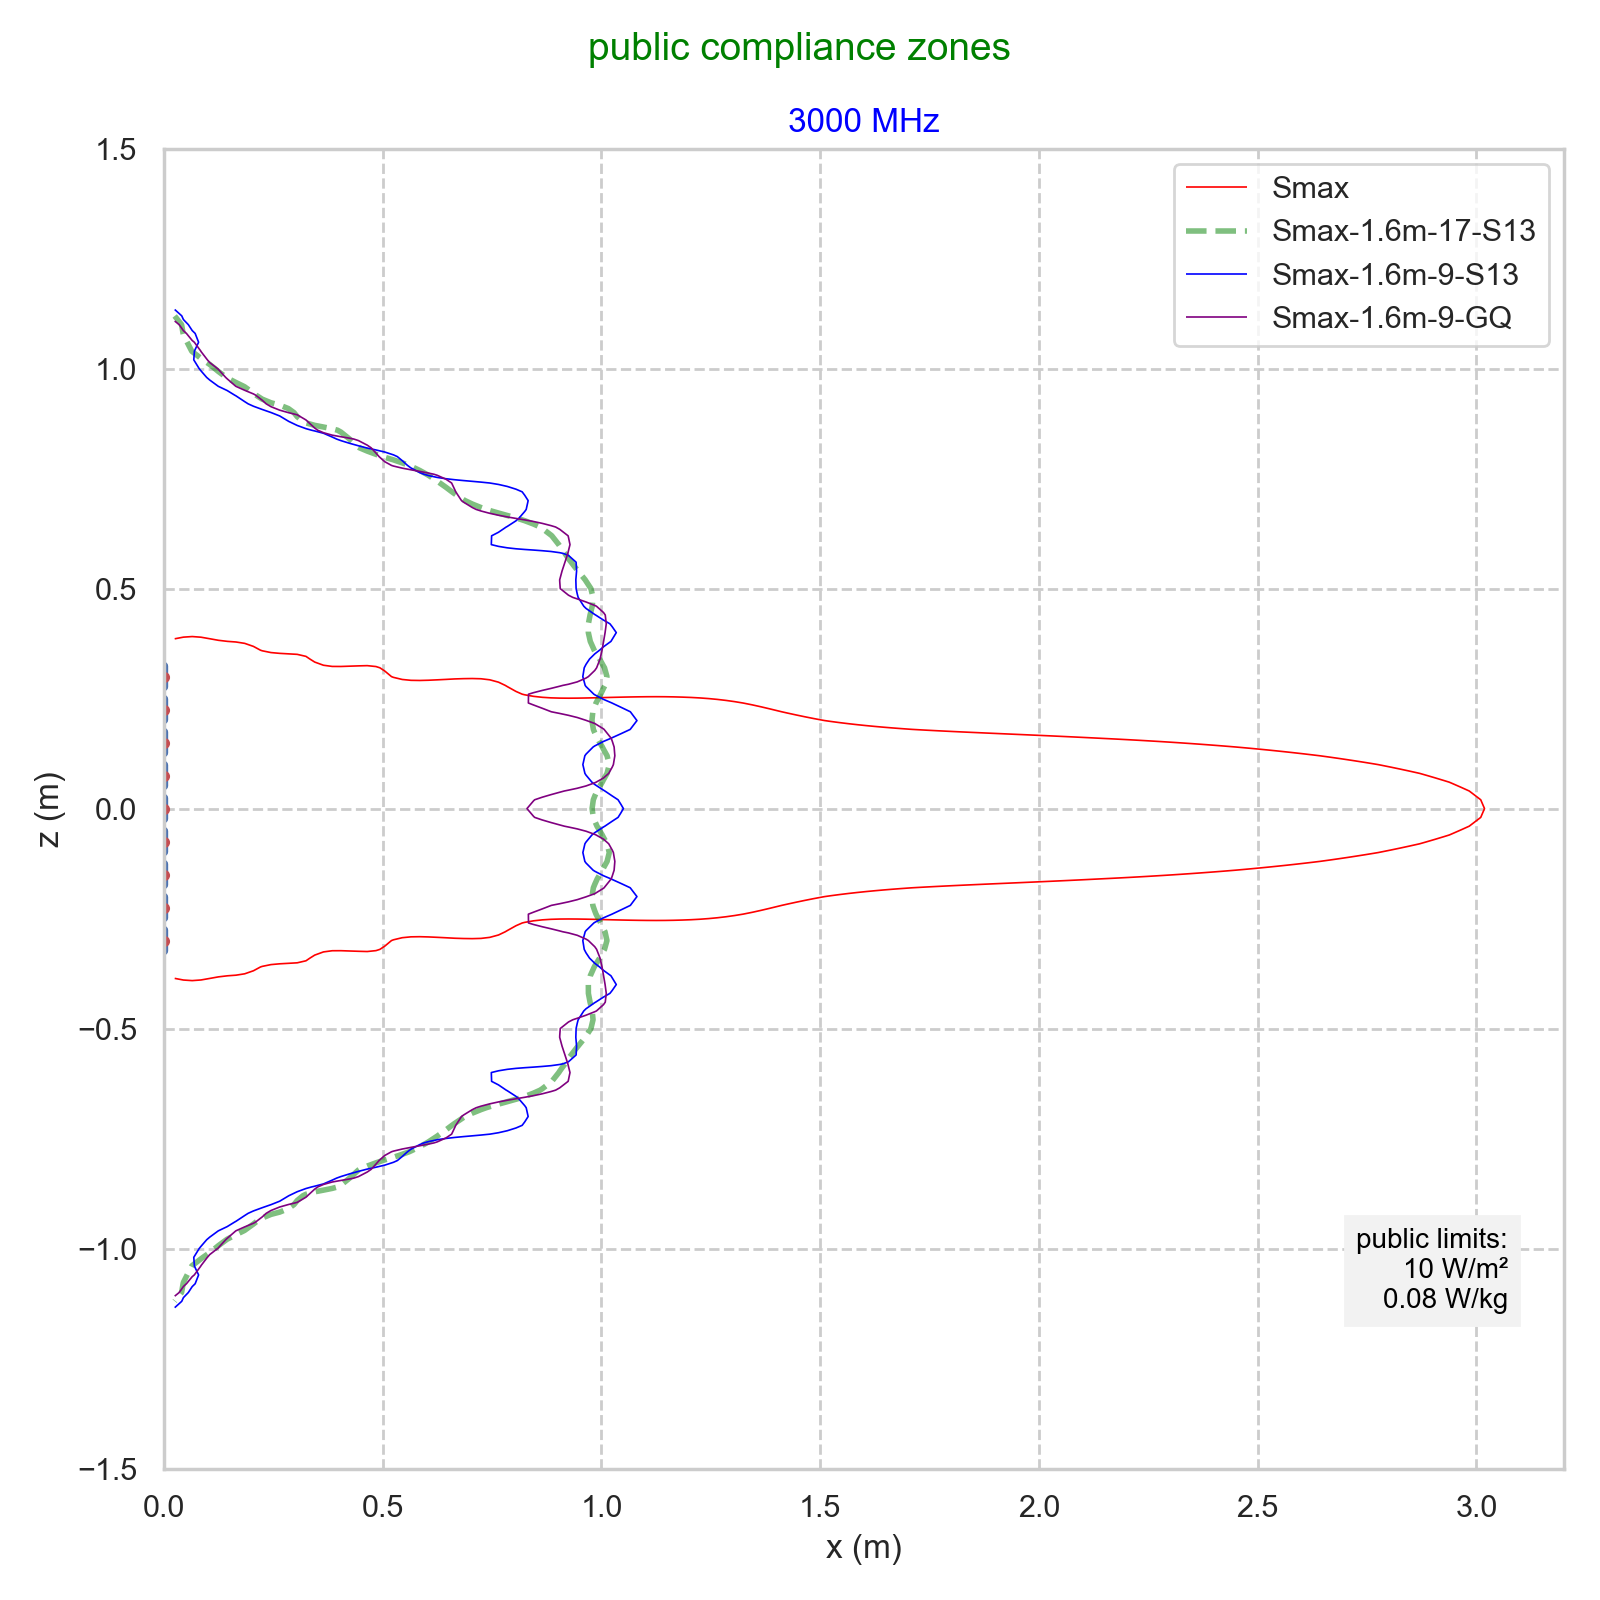 public compliance zones
3000 MHz
Smax
Smax-1.6m-17-S13
Smax-1.6m-9-S13
Smax-1.6m-9-GQ
1.5
1.0
0.5
0.0
−0.5
−1.0
−1.5
z (m)
public limits:
10 W/m²
0.08 W/kg
0.0 0.5 1.0 1.5 2.0 2.5 3.0
x (m)